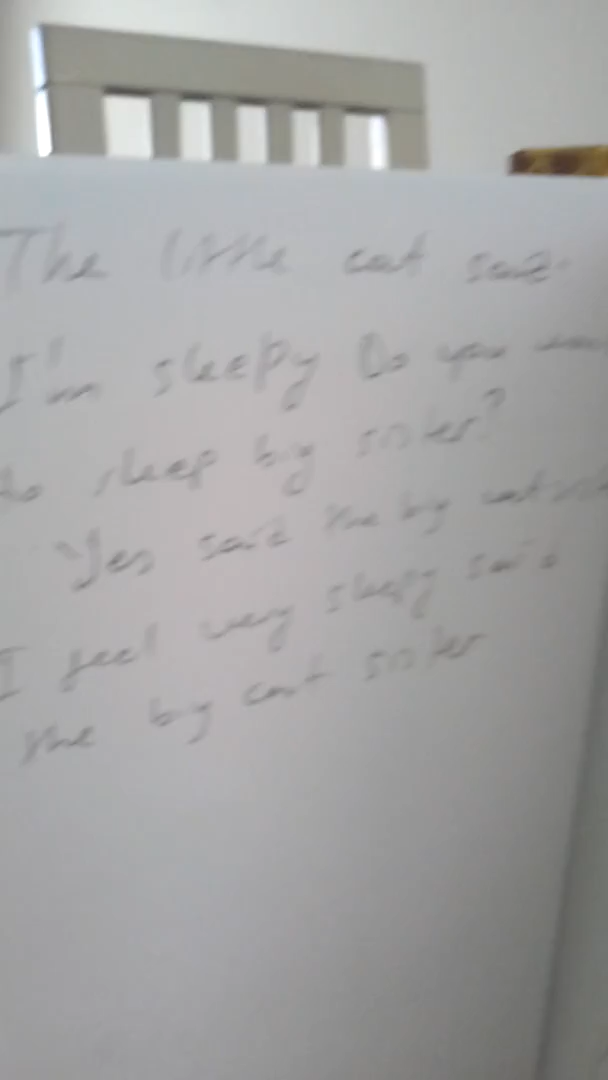 The little cat said
I'm sleepy Do you
to sleep big sister?
Yes said the big cat
I feel very sleepy said
the big cat sister